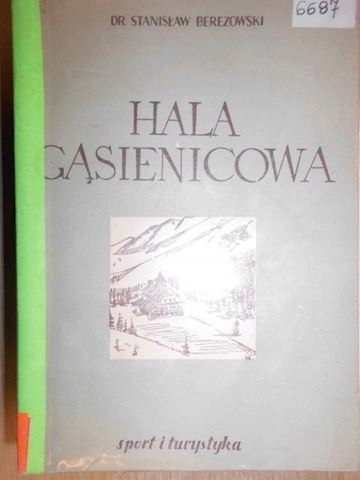 6687
DR STANISŁAW BEREZOWSKI
HALA
GĄSIENICOWA
sport i turystyka